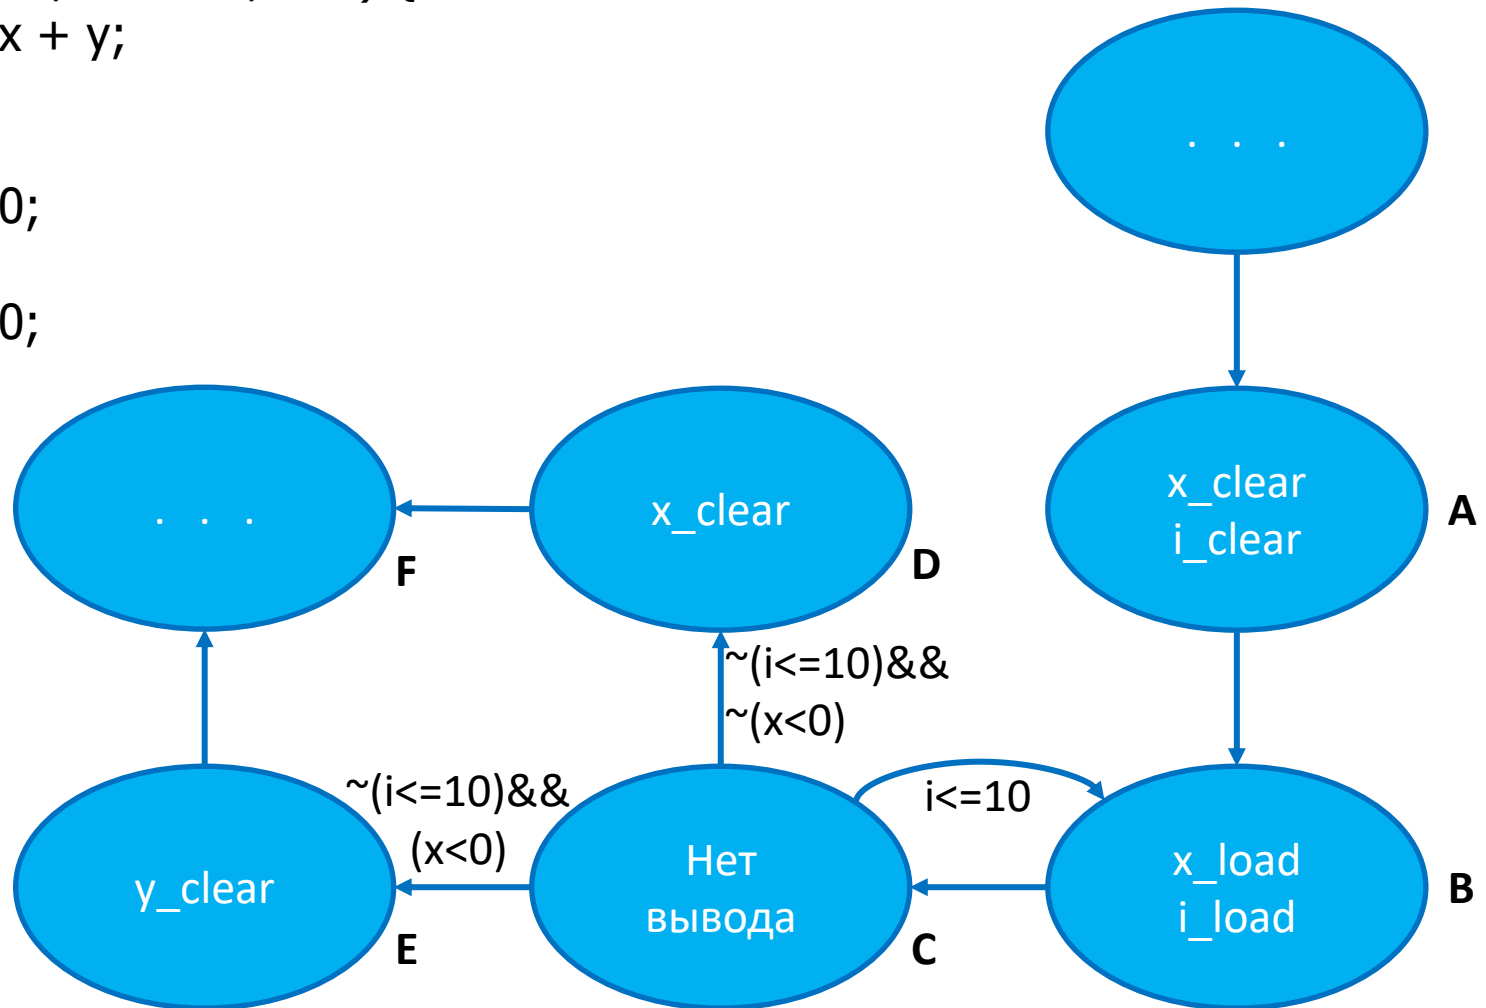 x + y;
0;
0;
. . .
x_clear
i_clear
A
. . .
F
x_clear
D
~(i<=10)&&
~(x<0)
~(i<=10)&&
(x<0)
i<=10
y_clear
E
Нет
вывода
C
x_load
i_load
B